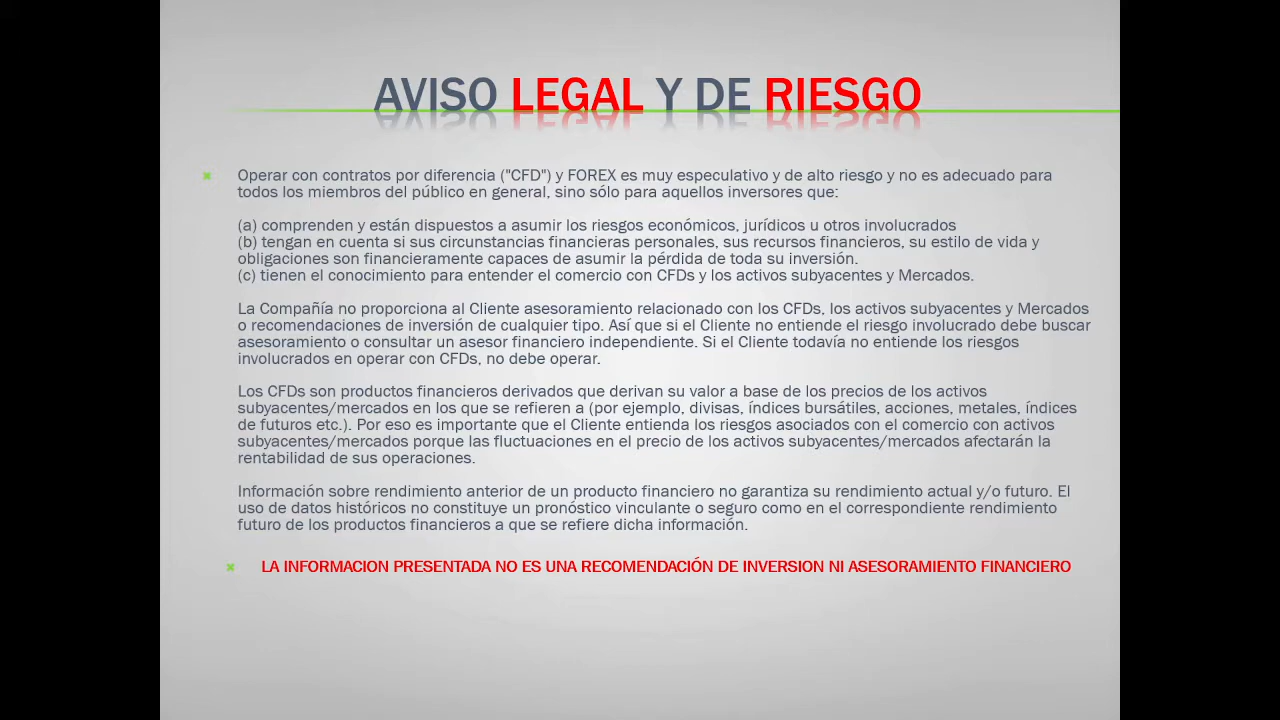 AVISO LEGAL Y DE RIESGO
Operar con contratos por diferencia ("CFD") y FOREX es muy especulativo y de alto riesgo y no es adecuado para
todos los miembros del público en general, sino sólo para aquellos inversores que:
(a) comprenden y están dispuestos a asumir los riesgos económicos, jurídicos u otros involucrados
(b) tengan en cuenta si sus circunstancias financieras personales, sus recursos financieros, su estilo de vida y
obligaciones son financieramente capaces de asumir la pérdida de toda su inversión.
(c) tienen el conocimiento para entender el comercio con CFDs y los activos subyacentes y Mercados.
La Compañía no proporciona al Cliente asesoramiento relacionado con los CFDs, los activos subyacentes y Mercados
o recomendaciones de inversión de cualquier tipo. Así que si el Cliente no entiende el riesgo involucrado debe buscar
asesoramiento o consultar un asesor financiero independiente. Si el Cliente todavía no entiende los riesgos
involucrados en operar con CFDs, no debe operar.
Los CFDs son productos financieros derivados que derivan su valor a base de los precios de los activos
subyacentes/mercados en los que se refieren a (por ejemplo, divisas, índices bursátiles, acciones, metales, índices
de futuros etc.). Por eso es importante que el Cliente entienda los riesgos asociados con el comercio con activos
subyacentes/mercados porque las fluctuaciones en el precio de los activos subyacentes/mercados afectarán la
rentabilidad de sus operaciones.
Información sobre rendimiento anterior de un producto financiero no garantiza su rendimiento actual y/o futuro. El
uso de datos históricos no constituye un pronóstico vinculante o seguro como en el correspondiente rendimiento
futuro de los productos financieros a que se refiere dicha información.
LA INFORMACION PRESENTADA NO ES UNA RECOMENDACIÓN DE INVERSION NI ASESORAMIENTO FINANCIERO